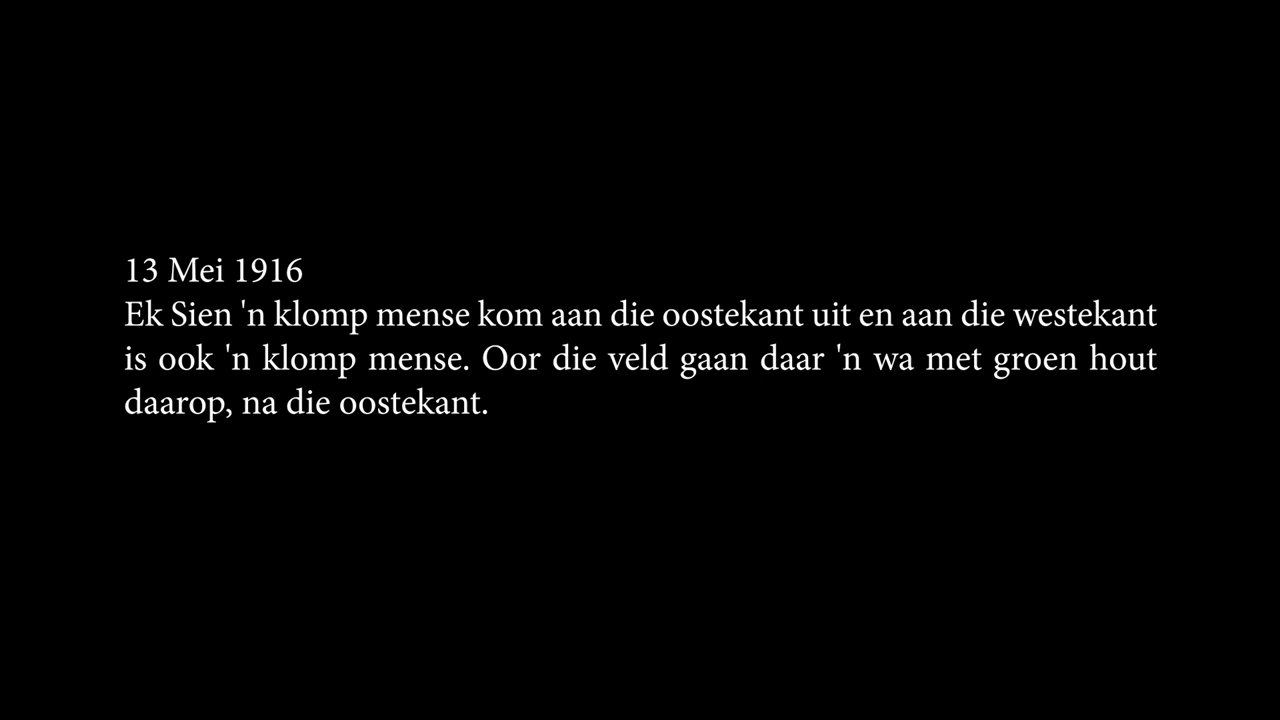 13 Mei 1916
Ek Sien 'n klomp mense kom aan die oostekant uit en aan die westekant
is ook 'n klomp mense. Oor die veld gaan daar 'n wa met groen hout
daarop, na die oostekant.